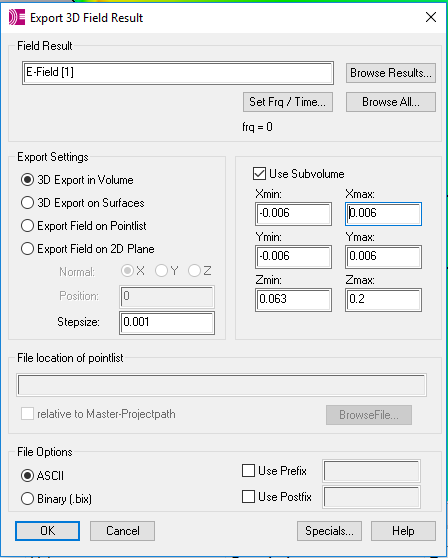 Export 3D Field Result
Field Result
E-Field [1]
Browse Results...
Set Frq / Time...
Browse All...
frq = 0
Export Settings
3D Export in Volume
3D Export on Surfaces
Export Field on Pointlist
Export Field on 2D Plane
Normal: X Y Z
Position: 0
Stepsize: 0.001
Use Subvolume
Xmin: Xmax:
-0.006 0.006
Ymin: Ymax:
-0.006 0.006
Zmin: Zmax:
0.063 0.2
File location of pointlist
relative to Master-Projectpath
BrowseFile...
File Options
ASCII
Binary (.bix)
Use Prefix
Use Postfix
OK Cancel Specials... Help